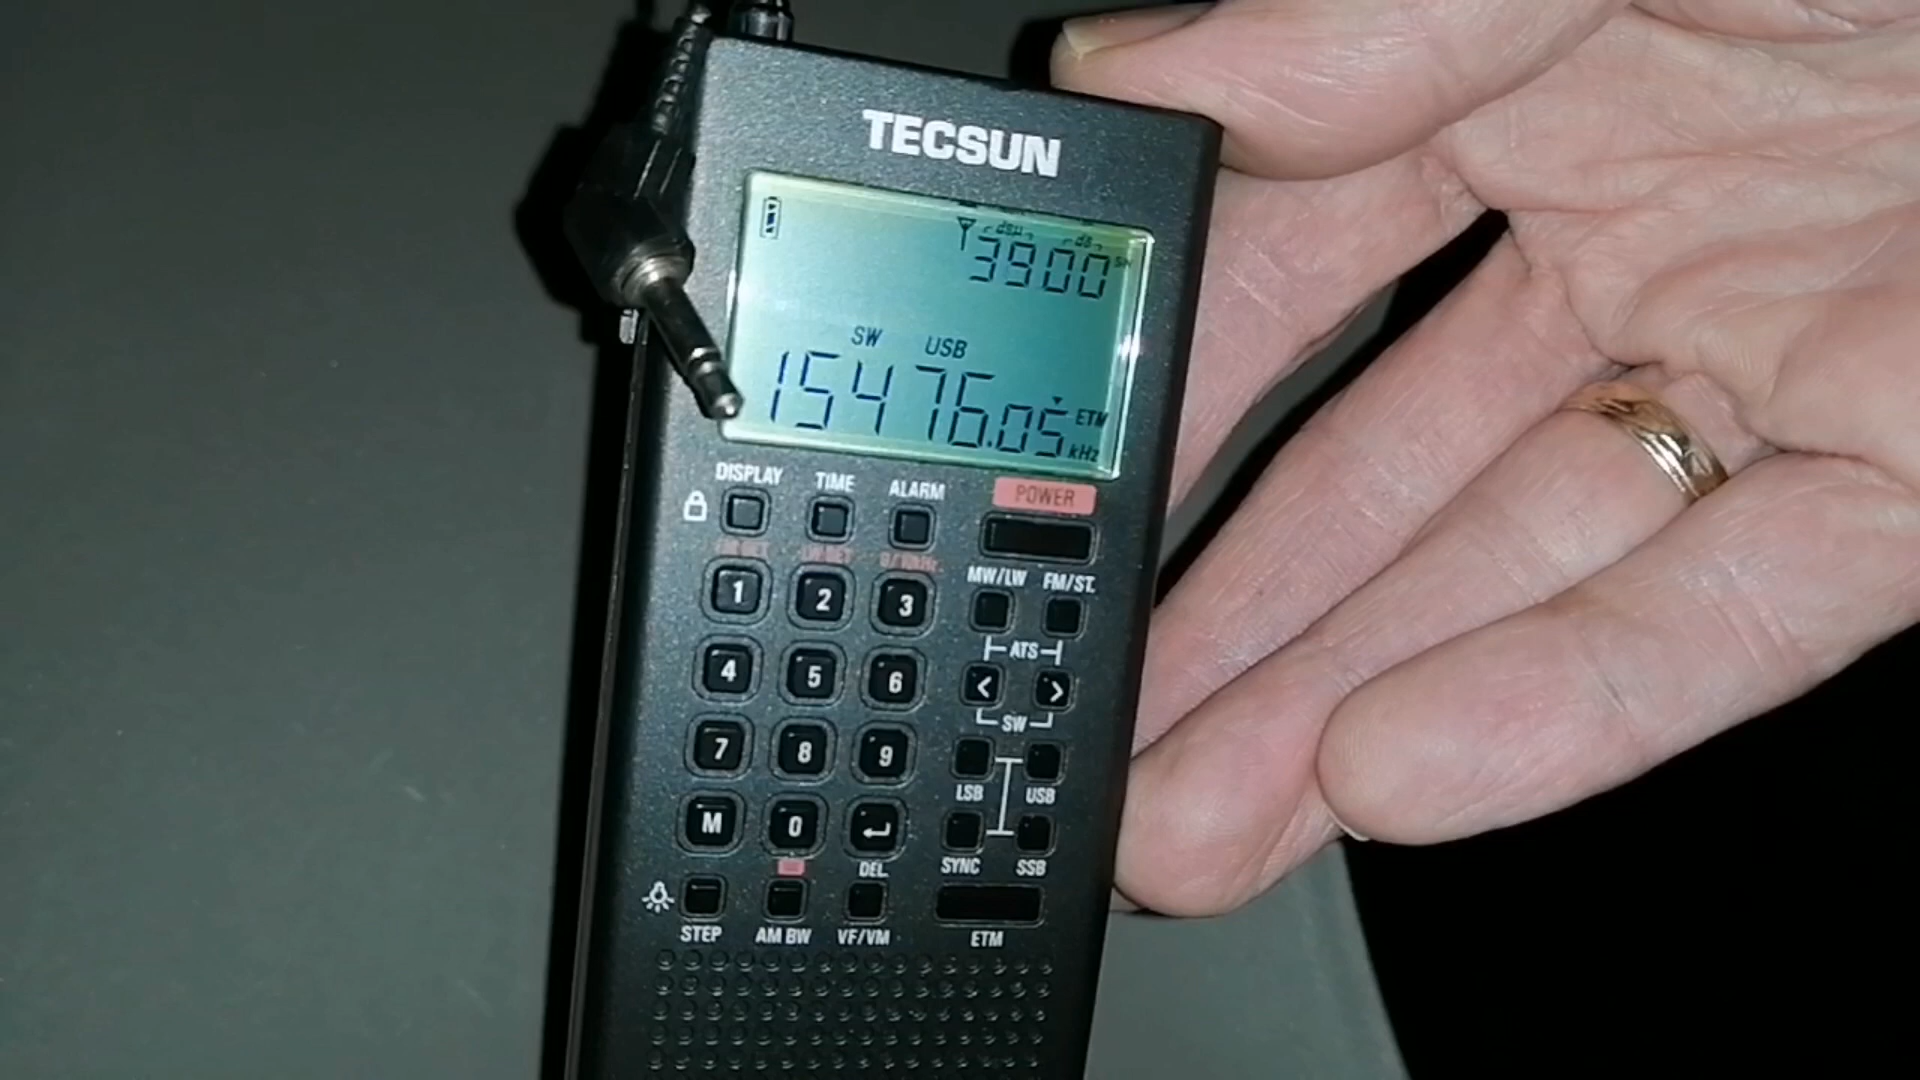 TECSUN
dBµ dB
3900
SW USB
15476.05 ETM
kHz
DISPLAY TIME ALARM POWER
1 2 3 MW/LW FM/ST.
ATS
4 5 6 < >
SW
7 8 9
LSB USB
M 0
DEL. SYNC SSB
STEP AM BW VF/VM ETM